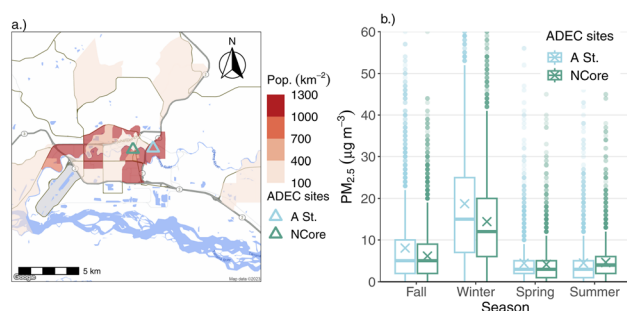 a.)
N
Pop. (km⁻²)
1300
1000
700
400
100
ADEC sites
A St.
NCore
5 km
Google
Map data ©2023
b.)
ADEC sites
A St.
NCore
PM2.5 (µg m⁻³)
60
50
40
30
20
10
0
Fall
Winter
Spring
Summer
Season